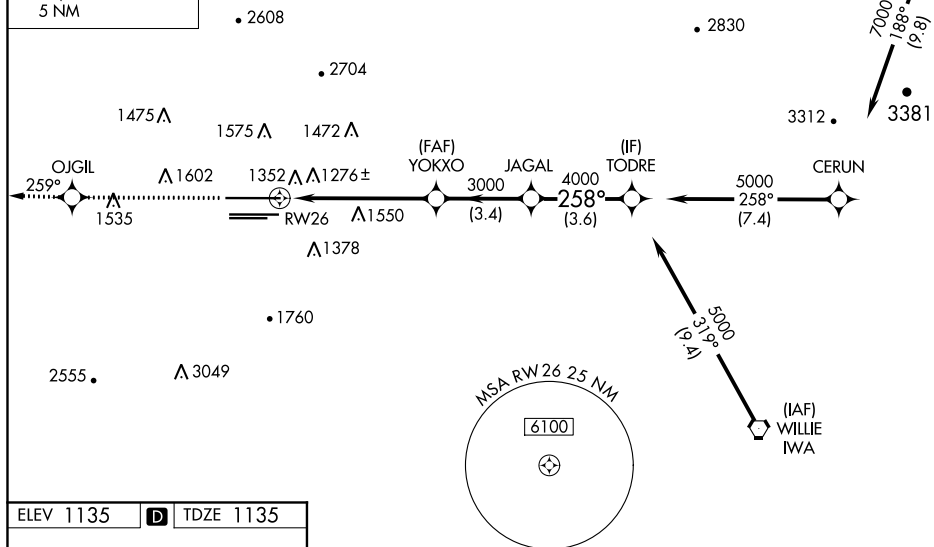 5 NM
2608
2830
7000
188°
(9.8)
2704
3381
3312
1475
1575
1472
(FAF)
YOKXO
JAGAL
(IF)
TODRE
CERUN
OJGIL
259°
1602
1352
1276±
3000
(3.4)
4000
258°
(3.6)
5000
258°
(7.4)
1535
RW26
1550
1378
5000
319°
(9.4)
1760
2555
3049
MSA RW 26 25 NM
6100
(IAF)
WILLIE
IWA
ELEV 1135 D TDZE 1135